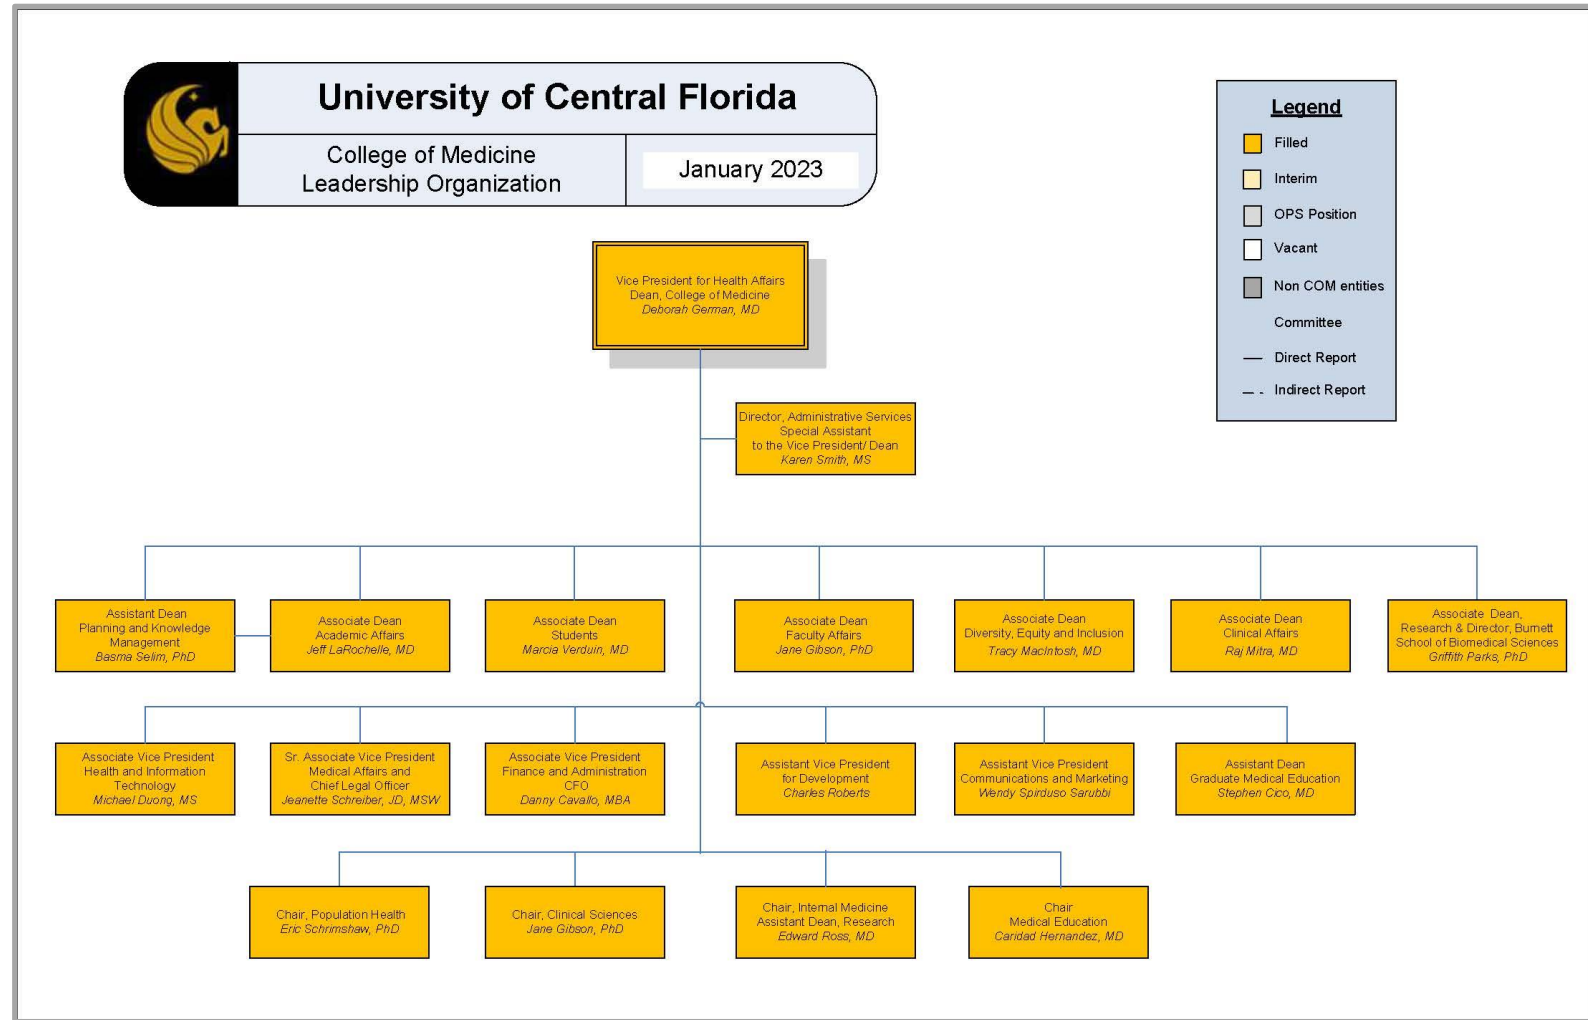 University of Central Florida
College of Medicine
Leadership Organization
January 2023
Legend
Filled
Interim
OPS Position
Vacant
Non COM entities
Committee
Direct Report
Indirect Report
Vice President for Health Affairs
Dean, College of Medicine
Deborah German, MD
Director, Administrative Services
Special Assistant
to the Vice President/ Dean
Karen Smith, MS
Assistant Dean
Planning and Knowledge
Management
Basma Selim, PhD
Associate Dean
Academic Affairs
Jeff LaRochelle, MD
Associate Dean
Students
Marcia Verduin, MD
Associate Dean
Faculty Affairs
Jane Gibson, PhD
Associate Dean
Diversity, Equity and Inclusion
Tracy MacIntosh, MD
Associate Dean
Clinical Affairs
Raj Mitra, MD
Associate Dean,
Research & Director, Burnett
School of Biomedical Sciences
Griffith Parks, PhD
Associate Vice President
Health and Information
Technology
Michael Duong, MS
Sr. Associate Vice President
Medical Affairs and
Chief Legal Officer
Jeanette Schreiber, JD, MSW
Associate Vice President
Finance and Administration
CFO
Danny Cavallo, MBA
Assistant Vice President
for Development
Charles Roberts
Assistant Vice President
Communications and Marketing
Wendy Spirduso Sarubbi
Assistant Dean
Graduate Medical Education
Stephen Cico, MD
Chair, Population Health
Eric Schrimshaw, PhD
Chair, Clinical Sciences
Jane Gibson, PhD
Chair, Internal Medicine
Assistant Dean, Research
Edward Ross, MD
Chair
Medical Education
Caridad Hernandez, MD